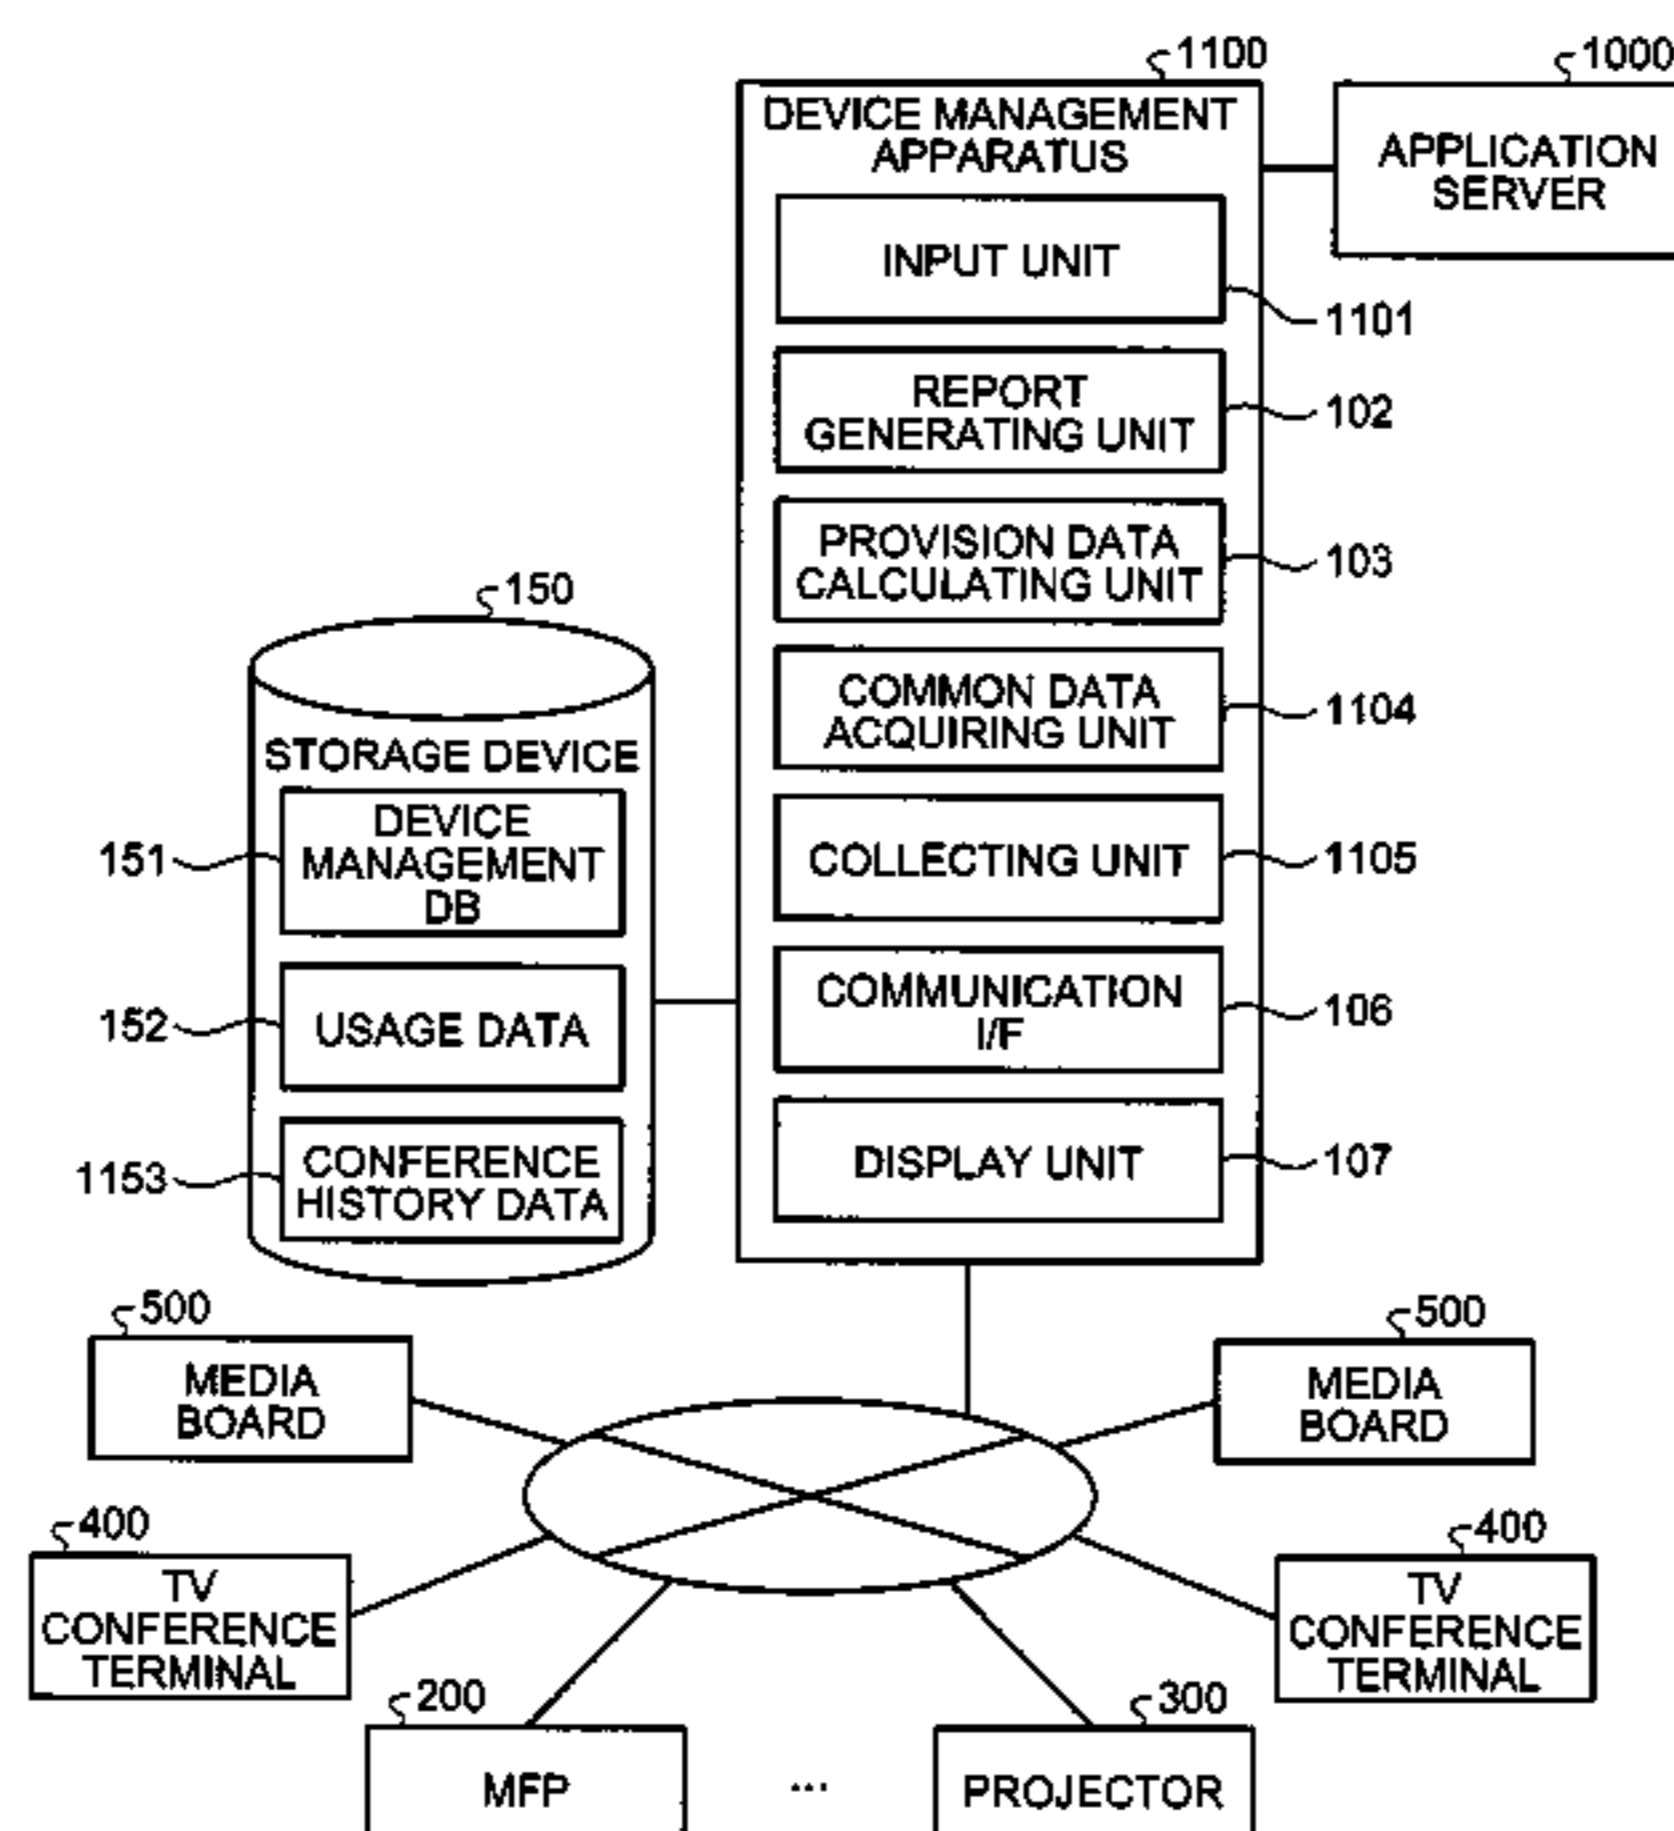 1100
1000
DEVICE MANAGEMENT
APPARATUS
APPLICATION
SERVER
INPUT UNIT
1101
REPORT
GENERATING UNIT
102
PROVISION DATA
CALCULATING UNIT
103
150
COMMON DATA
ACQUIRING UNIT
1104
STORAGE DEVICE
DEVICE
MANAGEMENT
DB
151
COLLECTING UNIT
1105
USAGE DATA
152
COMMUNICATION
I/F
106
CONFERENCE
HISTORY DATA
1153
DISPLAY UNIT
107
500
MEDIA
BOARD
500
MEDIA
BOARD
400
TV
CONFERENCE
TERMINAL
400
TV
CONFERENCE
TERMINAL
200
MFP
...
300
PROJECTOR